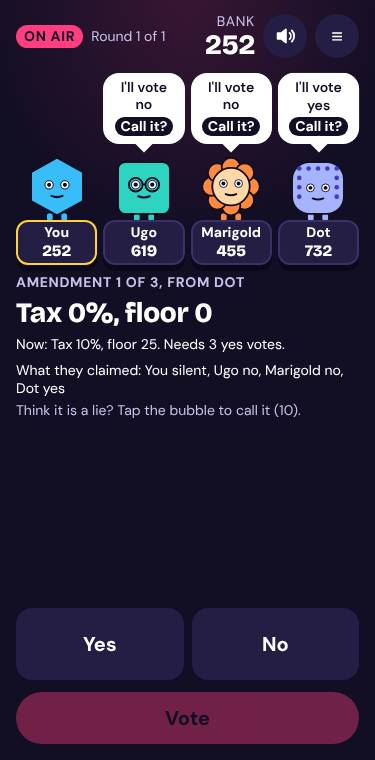 ON AIR
Round 1 of 1
BANK
252
I'll vote no
Call it?
I'll vote no
Call it?
I'll vote yes
Call it?
You
252
Ugo
619
Marigold
455
Dot
732
AMENDMENT 1 OF 3, FROM DOT
Tax 0%, floor 0
Now: Tax 10%, floor 25. Needs 3 yes votes.
What they claimed: You silent, Ugo no, Marigold no,
Dot yes
Think it is a lie? Tap the bubble to call it (10).
Yes
No
Vote